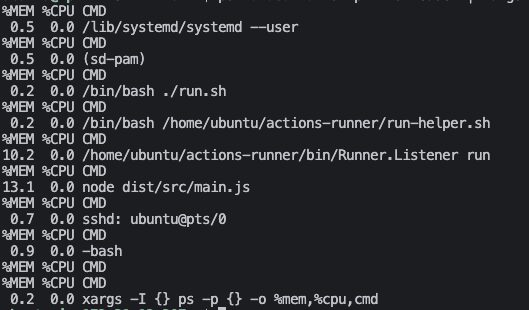 %MEM %CPU CMD
0.5 0.0 /lib/systemd/systemd --user
%MEM %CPU CMD
0.5 0.0 (sd-pam)
%MEM %CPU CMD
0.2 0.0 /bin/bash ./run.sh
%MEM %CPU CMD
0.2 0.0 /bin/bash /home/ubuntu/actions-runner/run-helper.sh
%MEM %CPU CMD
10.2 0.0 /home/ubuntu/actions-runner/bin/Runner.Listener run
%MEM %CPU CMD
13.1 0.0 node dist/src/main.js
%MEM %CPU CMD
0.7 0.0 sshd: ubuntu@pts/0
%MEM %CPU CMD
0.9 0.0 -bash
%MEM %CPU CMD
%MEM %CPU CMD
0.2 0.0 xargs -I {} ps -p {} -o %mem,%cpu,cmd